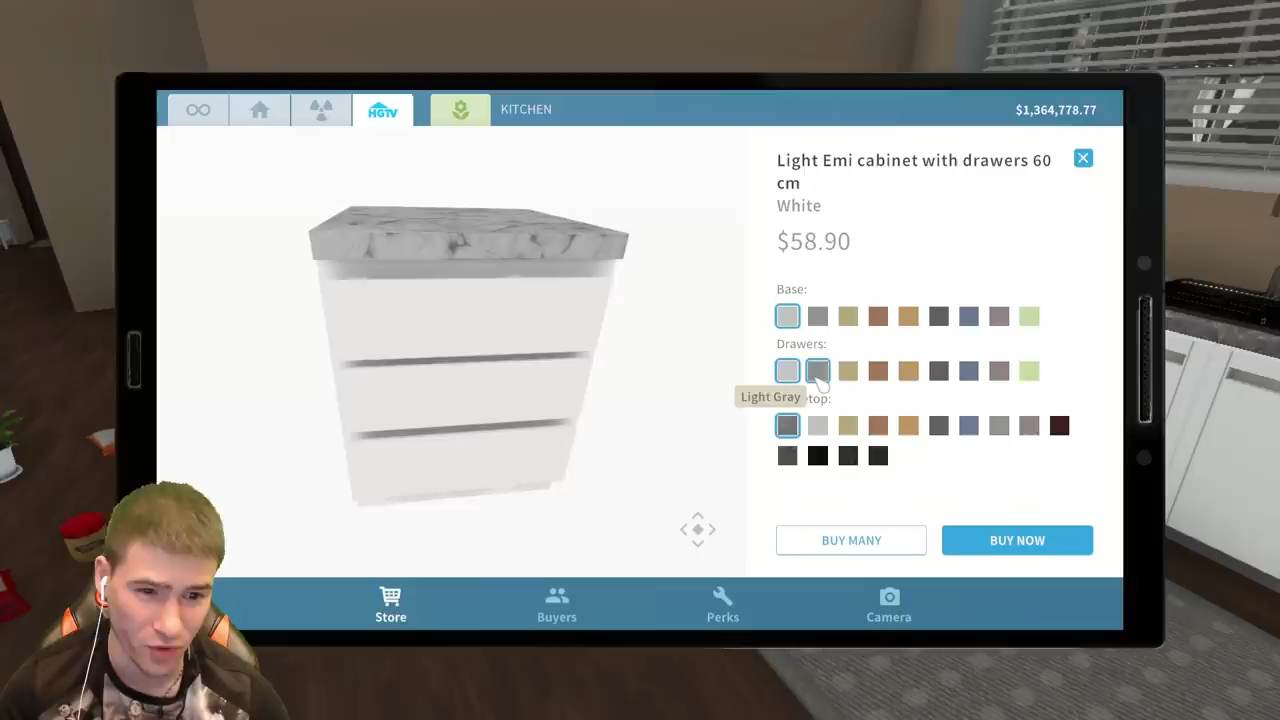 HGTV
KITCHEN
$1,364,778.77
Light Emi cabinet with drawers 60
cm
White
$58.90
Base:
Drawers:
Light Gray
top:
BUY MANY
BUY NOW
Store
Buyers
Perks
Camera